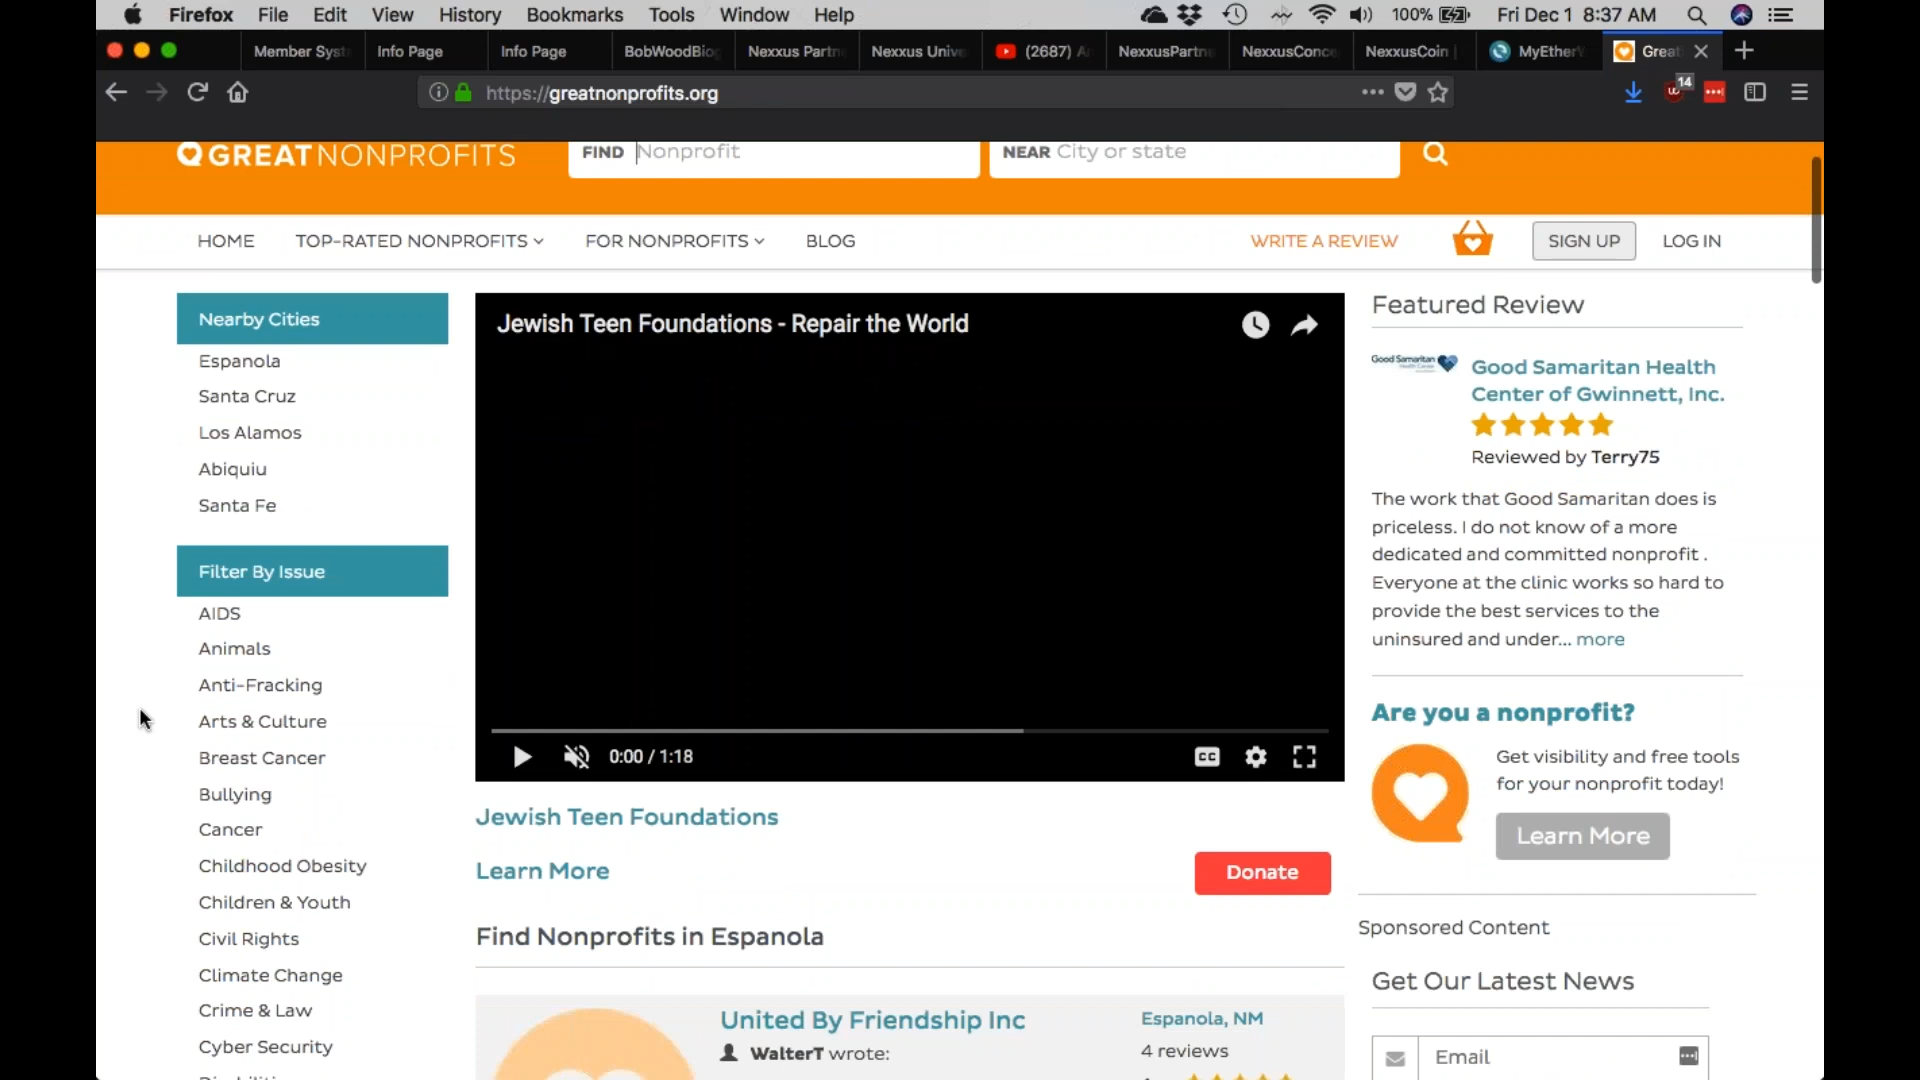 Firefox File Edit View History Bookmarks Tools Window Help 100% Fri Dec 1 8:37 AM
Member Syst Info Page Info Page BobWoodBlog Nexxus Partn Nexxus Unive (2687) A NexxusPartn NexxusConce NexxusCoin MyEtherW Great
https://greatnonprofits.org
14
GREATNONPROFITS FIND Nonprofit NEAR City or state
HOME TOP-RATED NONPROFITS FOR NONPROFITS BLOG WRITE A REVIEW SIGN UP LOG IN
Nearby Cities
Espanola
Santa Cruz
Los Alamos
Abiquiu
Santa Fe
Filter By Issue
AIDS
Animals
Anti-Fracking
Arts & Culture
Breast Cancer
Bullying
Cancer
Childhood Obesity
Children & Youth
Civil Rights
Climate Change
Crime & Law
Cyber Security
Jewish Teen Foundations - Repair the World
0:00 / 1:18
CC
Jewish Teen Foundations
Learn More
Donate
Find Nonprofits in Espanola
United By Friendship Inc
WalterT wrote:
Espanola, NM
4 reviews
Featured Review
Good Samaritan
Health Center
Good Samaritan Health
Center of Gwinnett, Inc.
Reviewed by Terry75
The work that Good Samaritan does is
priceless. I do not know of a more
dedicated and committed nonprofit .
Everyone at the clinic works so hard to
provide the best services to the
uninsured and under... more
Are you a nonprofit?
Get visibility and free tools
for your nonprofit today!
Learn More
Sponsored Content
Get Our Latest News
Email